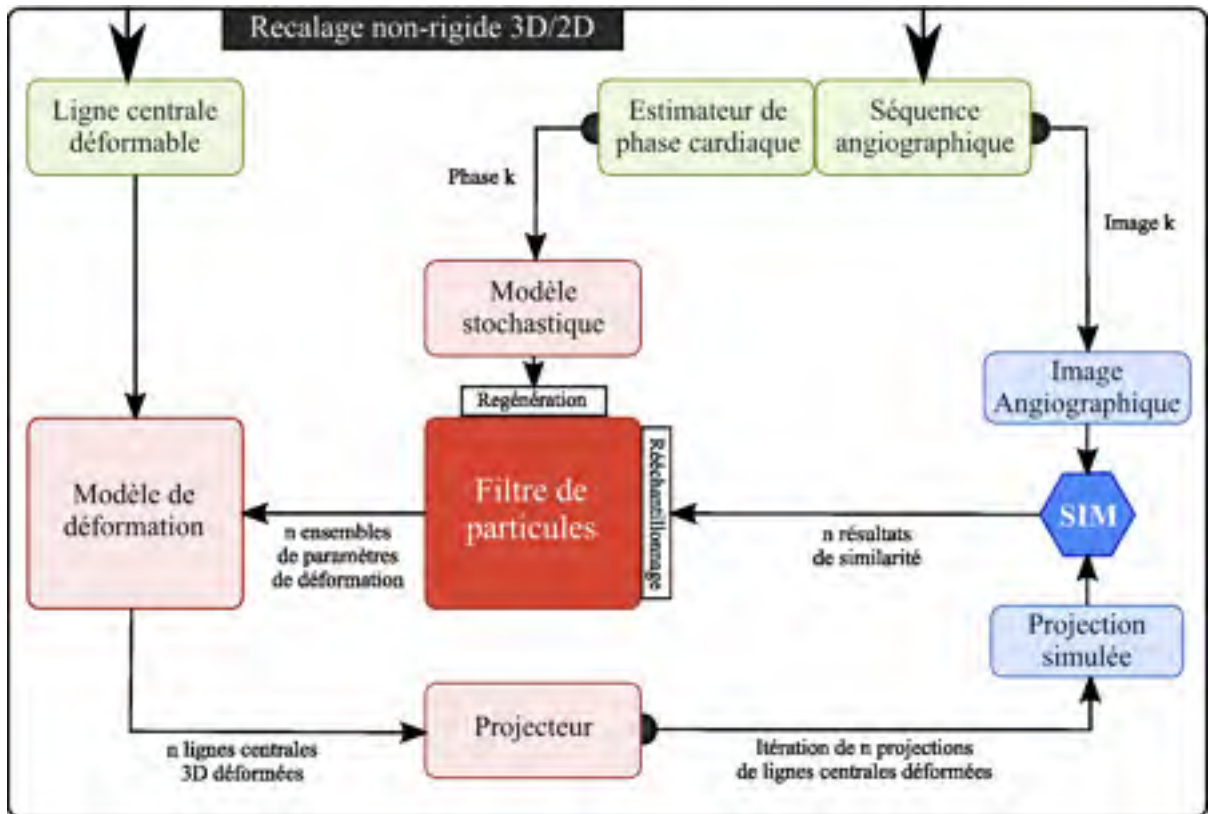 Recalage non-rigide 3D/2D
Ligne centrale
déformable
Estimateur de
phase cardiaque
Séquence
angiographique
Phase k
Image k
Modèle
stochastique
Image
Angiographique
Regénération
Modèle de
déformation
Filtre de
particules
Rééchantillonnage
SIM
n ensembles
de paramètres
de déformation
n résultats
de similarité
Projection
simulée
Projecteur
n lignes centrales
3D déformées
Itération de n projections
de lignes centrales déformées